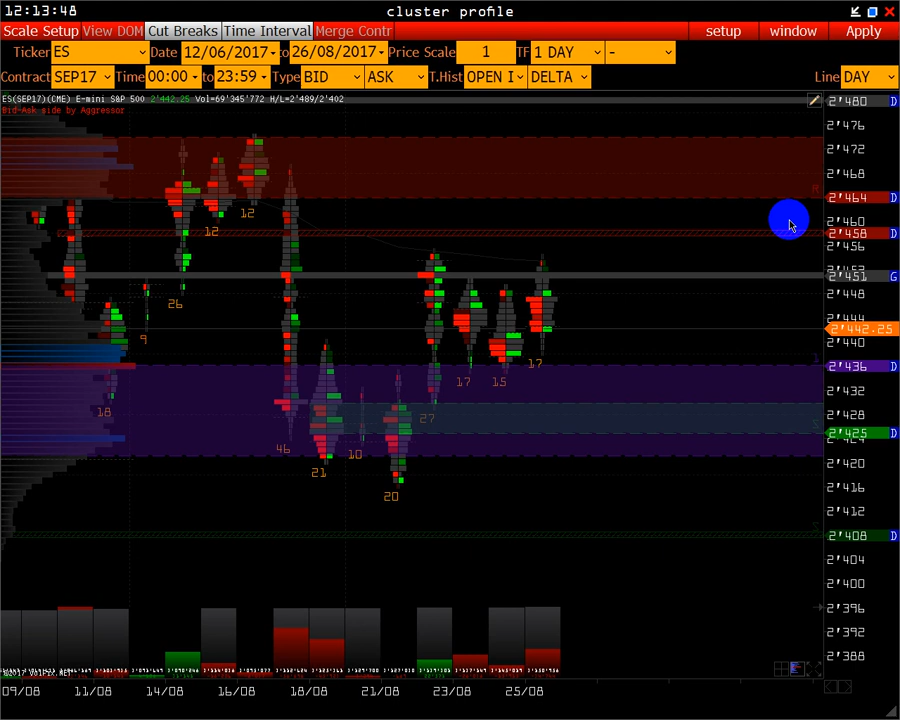 12:13:48 cluster profile
Scale Setup View DOM Cut Breaks Time Interval Merge Contr setup window Apply
Ticker ES Date 12/06/2017 to 26/08/2017 Price Scale 1 TF 1 DAY -
Contract SEP17 Time 00:00 to 23:59 Type BID ASK T.Hist OPEN I DELTA Line DAY
ES(SEP17)(CME) E-mini S&P 500 2'442.25 Vol=69'345'772 H/L=2'489/2'402
Bid*Ask side by Aggressor
2'480 D
2'476
2'472
2'468
R
2'464 D
2'460
2'458 D
2'456
2'451 G
2'448
2'444
2'442.25
2'440
2'436 D
2'432
2'428
2'425 D
2'420
2'416
2'412
2'408 D
2'404
2'400
2'396
2'392
2'388
12
12
26
9
17
17
15
18
27
46
10
21
20
©2017 VolFix.NET
09/08 11/08 14/08 16/08 18/08 21/08 23/08 25/08